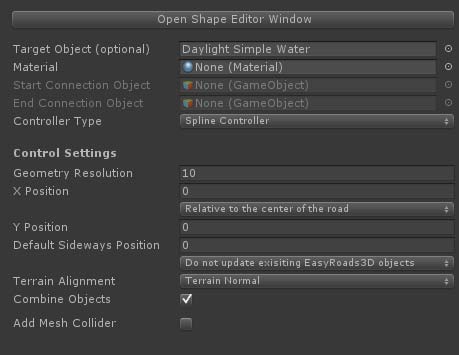 Open Shape Editor Window
Target Object (optional) Daylight Simple Water
Material None (Material)
Start Connection Object None (GameObject)
End Connection Object None (GameObject)
Controller Type Spline Controller
Control Settings
Geometry Resolution 10
X Position 0
Relative to the center of the road
Y Position 0
Default Sideways Position 0
Do not update exisiting EasyRoads3D objects
Terrain Alignment Terrain Normal
Combine Objects
Add Mesh Collider